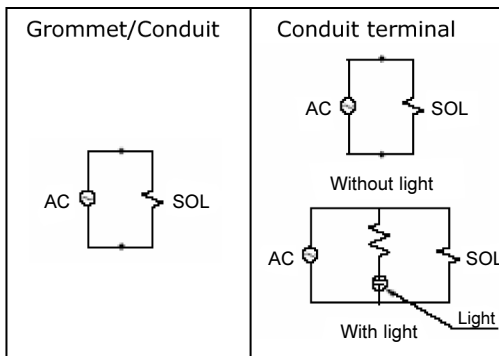 Grommet/Conduit
AC
SOL
Conduit terminal
AC
SOL
Without light
AC
SOL
Light
With light